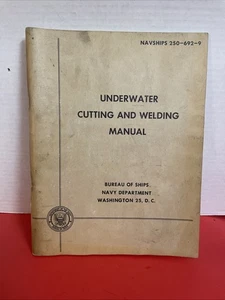 NAVSHIPS 250-692-9
UNDERWATER
CUTTING AND WELDING
MANUAL
BUREAU OF SHIPS,
NAVY DEPARTMENT
WASHINGTON 25, D. C.